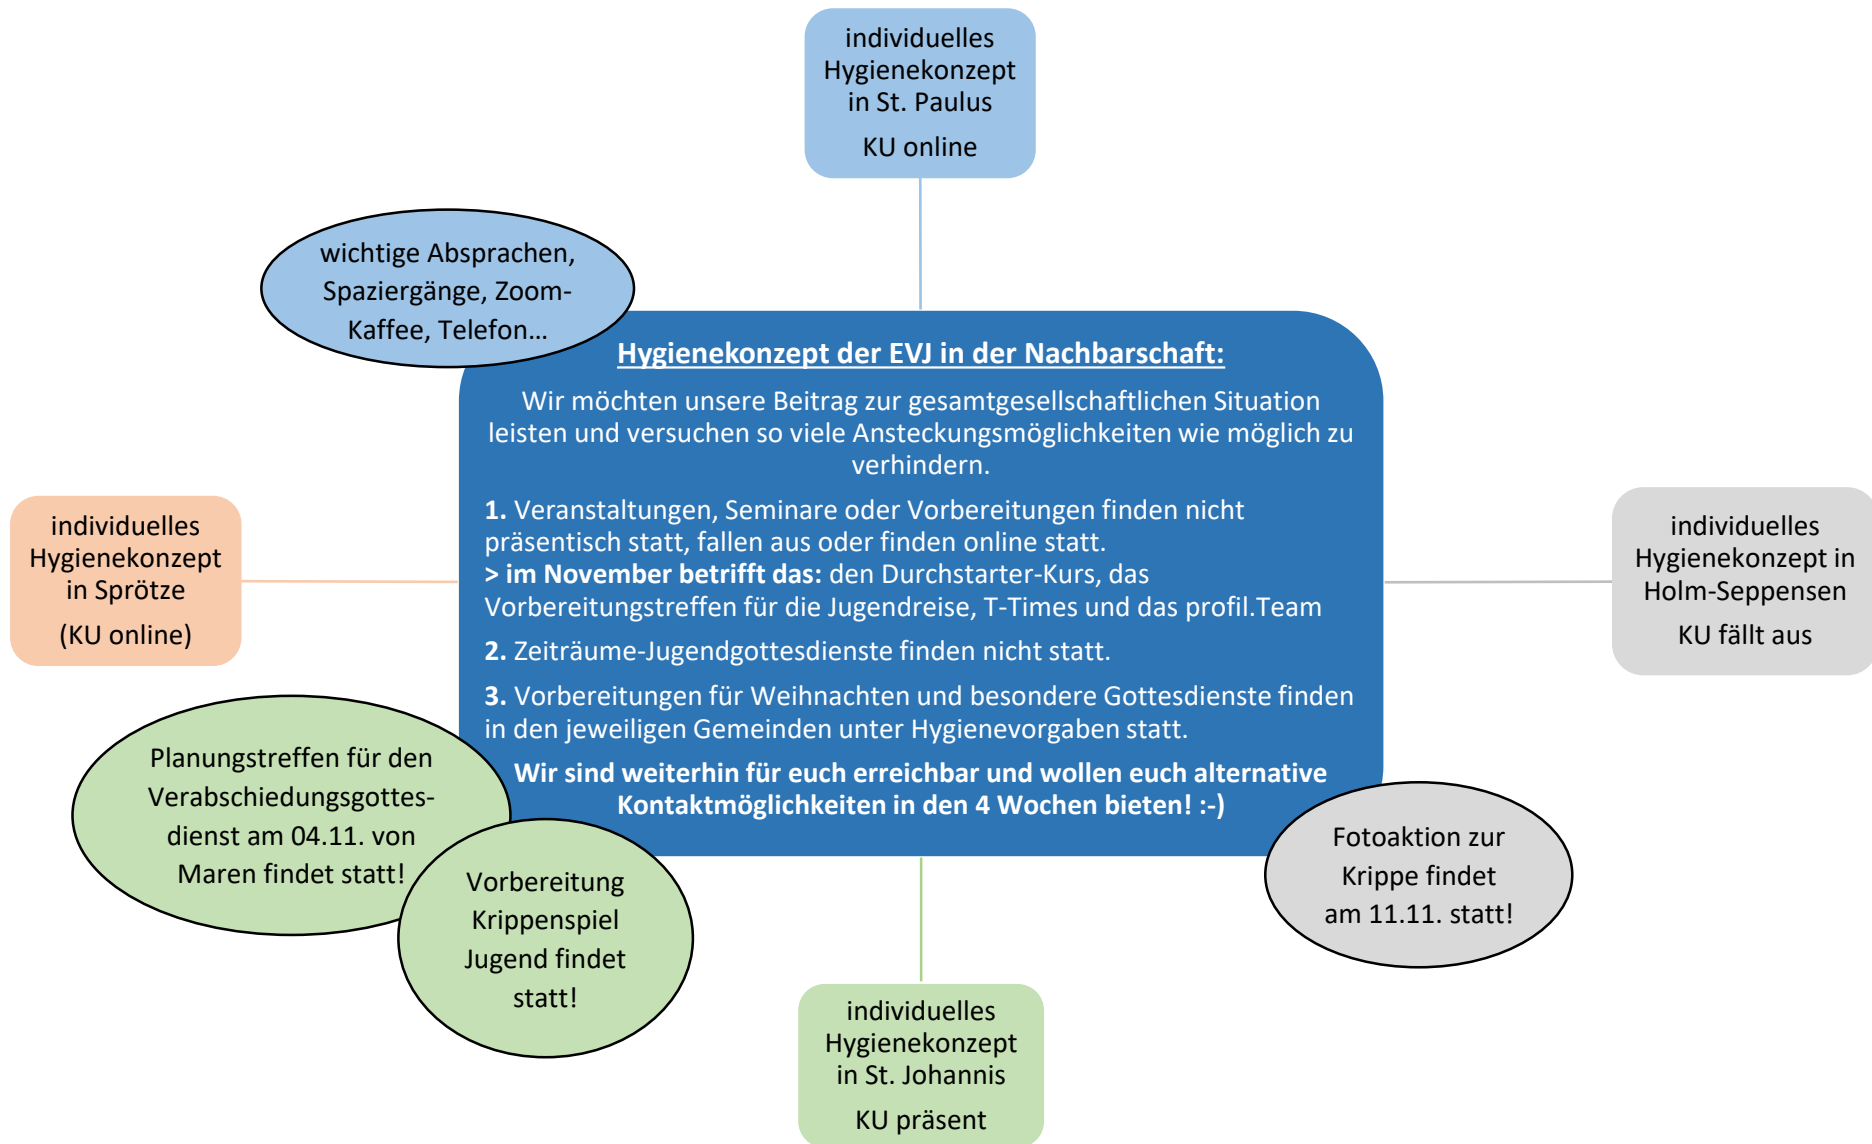 individuelles
Hygienekonzept
in St. Paulus
KU online
wichtige Absprachen,
Spaziergänge, Zoom-
Kaffee, Telefon...
Hygienekonzept der EVJ in der Nachbarschaft:
Wir möchten unsere Beitrag zur gesamtgesellschaftlichen Situation
leisten und versuchen so viele Ansteckungsmöglichkeiten wie möglich zu
verhindern.
1. Veranstaltungen, Seminare oder Vorbereitungen finden nicht
präsentisch statt, fallen aus oder finden online statt.
> im November betrifft das: den Durchstarter-Kurs, das
Vorbereitungstreffen für die Jugendreise, T-Times und das profil.Team
2. Zeiträume-Jugendgottesdienste finden nicht statt.
3. Vorbereitungen für Weihnachten und besondere Gottesdienste finden
in den jeweiligen Gemeinden unter Hygienevorgaben statt.
Wir sind weiterhin für euch erreichbar und wollen euch alternative
Kontaktmöglichkeiten in den 4 Wochen bieten! :-)
individuelles
Hygienekonzept
in Sprötze
(KU online)
individuelles
Hygienekonzept in
Holm-Seppensen
KU fällt aus
Planungstreffen für den
Verabschiedungsgottes-
dienst am 04.11. von
Maren findet statt!
Vorbereitung
Krippenspiel
Jugend findet
statt!
Fotoaktion zur
Krippe findet
am 11.11. statt!
individuelles
Hygienekonzept
in St. Johannis
KU präsent